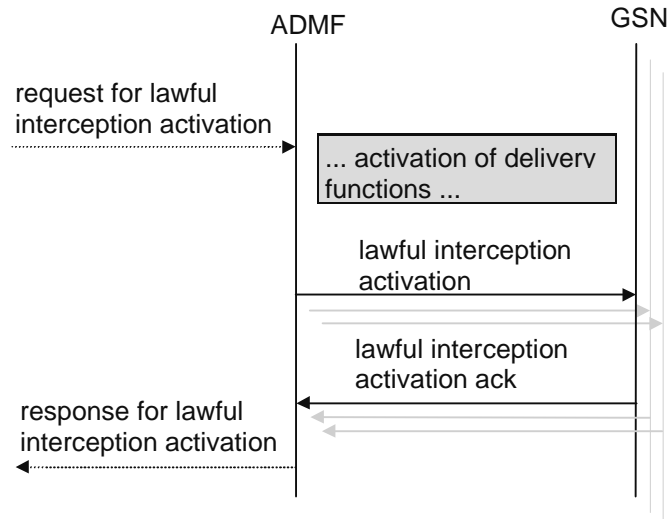 ADMF
GSN
request for lawful
interception activation
... activation of delivery
functions ...
lawful interception
activation
lawful interception
activation ack
response for lawful
interception activation